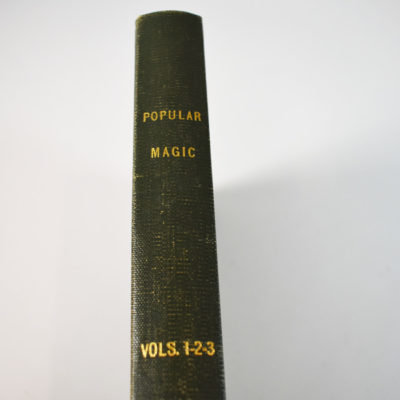 POPULAR
MAGIC
VOLS. 1-2-3